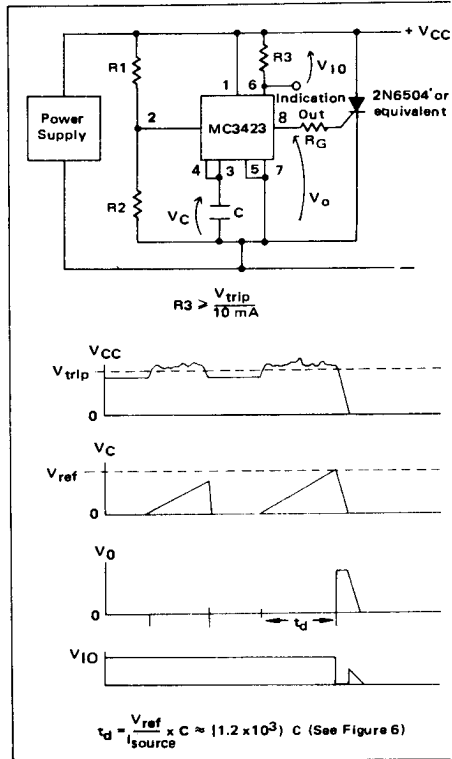 + VCC
R1
R3
V10
1
6
Indication Out
2N6504' or equivalent
Power Supply
2
MC3423
8
RG
4
3
5
7
R2
VC
C
Vo
R3 ⩾ Vtrip / 10 mA
VCC
Vtrip
0
VC
Vref
0
V0
0
td
V10
td = Vref / Isource x C ≈ (1.2 x10³) C (See Figure 6)